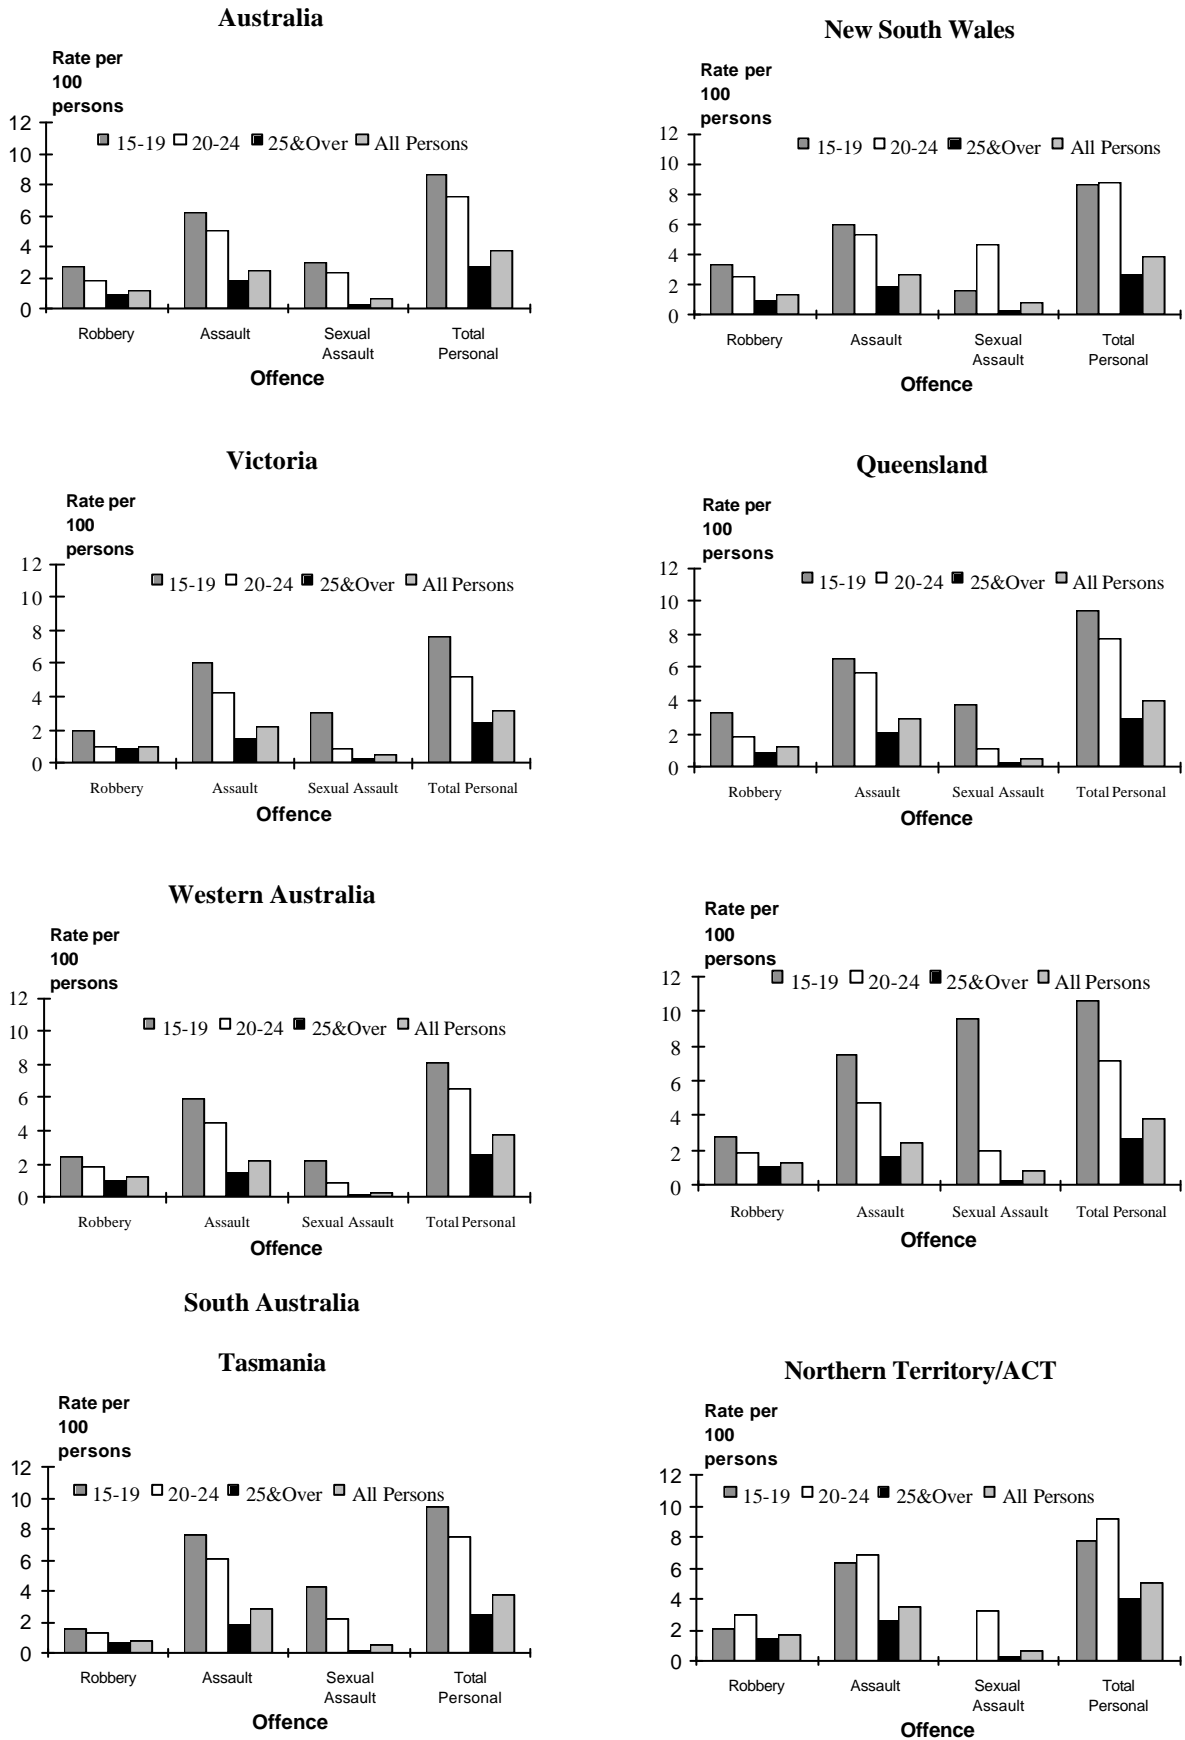 Australia
Rate per
100
persons
12
10
8
6
4
2
0
15-19 20-24 25&Over All Persons
Robbery Assault Sexual Assault Total Personal
Offence
New South Wales
Rate per
100
persons
12
10
8
6
4
2
0
15-19 20-24 25&Over All Persons
Robbery Assault Sexual Assault Total Personal
Offence
Victoria
Rate per
100
persons
12
10
8
6
4
2
0
15-19 20-24 25&Over All Persons
Robbery Assault Sexual Assault Total Personal
Offence
Queensland
Rate per
100
persons
12
10
8
6
4
2
0
15-19 20-24 25&Over All Persons
Robbery Assault Sexual Assault Total Personal
Offence
Western Australia
Rate per
100
persons
12
10
8
6
4
2
0
15-19 20-24 25&Over All Persons
Robbery Assault Sexual Assault Total Personal
Offence
Rate per
100
persons
12
10
8
6
4
2
0
15-19 20-24 25&Over All Persons
Robbery Assault Sexual Assault Total Personal
Offence
South Australia
Tasmania
Rate per
100
persons
12
10
8
6
4
2
0
15-19 20-24 25&Over All Persons
Robbery Assault Sexual Assault Total Personal
Offence
Northern Territory/ACT
Rate per
100
persons
12
10
8
6
4
2
0
15-19 20-24 25&Over All Persons
Robbery Assault Sexual Assault Total Personal
Offence